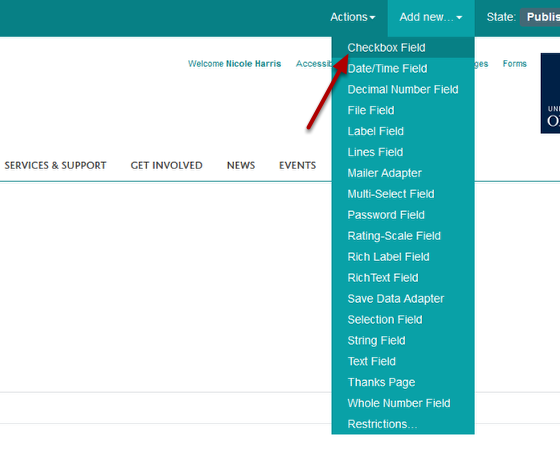 Actions Add new... State: Publis
Welcome Nicole Harris Accessib ges Forms
Checkbox Field
Date/Time Field
Decimal Number Field
File Field
Label Field
Lines Field
Mailer Adapter
Multi-Select Field
Password Field
Rating-Scale Field
Rich Label Field
RichText Field
Save Data Adapter
Selection Field
String Field
Text Field
Thanks Page
Whole Number Field
Restrictions...
UNI
O
SERVICES & SUPPORT GET INVOLVED NEWS EVENTS